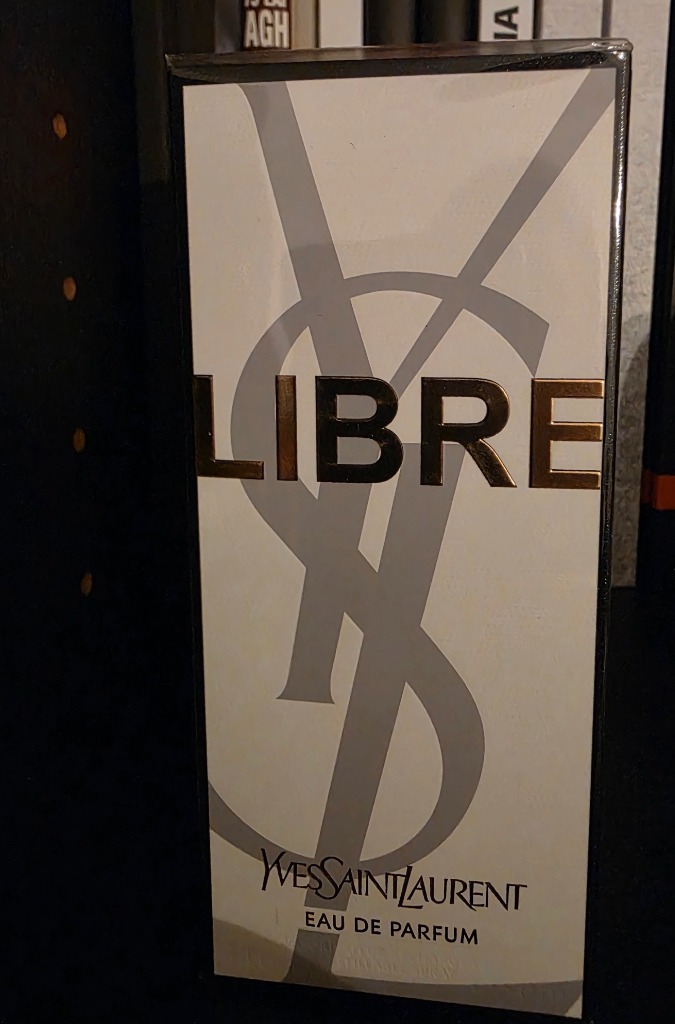 AGH
IA
LIBRE
YVESSAINTLAURENT
EAU DE PARFUM